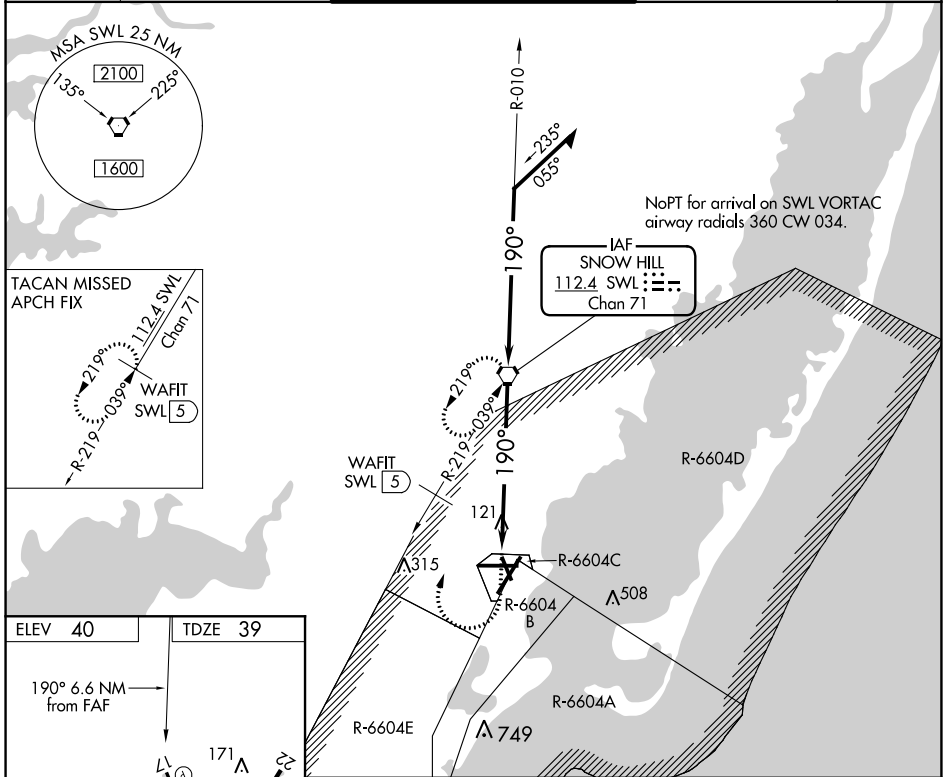 MSA SWL 25 NM
2100
135°
225°
1600
R-010
235°
055°
NoPT for arrival on SWL VORTAC
airway radials 360 CW 034.
190°
IAF
SNOW HILL
112.4 SWL
Chan 71
TACAN MISSED
APCH FIX
112.4 SWL
Chan 71
219°
039°
WAFIT
SWL 5
R-219
219°
039°
R-219
190°
WAFIT
SWL 5
R-6604D
121
315
R-6604C
R-6604
B
508
R-6604A
R-6604E
749
ELEV 40
TDZE 39
190° 6.6 NM
from FAF
17
A
171
22